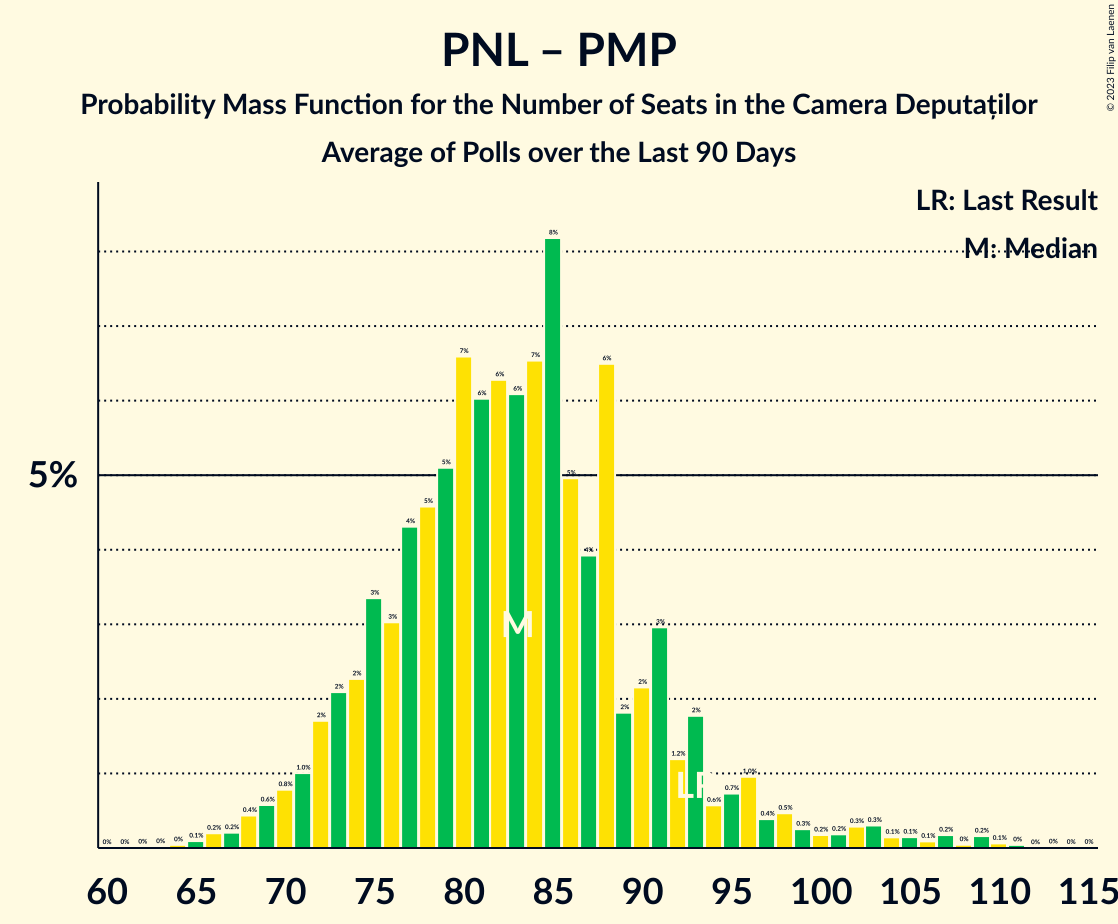 PNL – PMP
Probability Mass Function for the Number of Seats in the Camera Deputaților
Average of Polls over the Last 90 Days
© 2023 Filip van Laenen
LR: Last Result
M: Median
5%
0% 0% 0% 0% 0% 0.1% 0.2% 0.2% 0.4% 0.6% 0.8% 1.0% 2% 2% 2% 3% 3% 4% 5% 5% 7% 6% 6% 6% 7% 8% 5% 4% 6% 2% 2% 3% 1.2% 2% 0.6% 0.7% 1.0% 0.4% 0.5% 0.3% 0.2% 0.2% 0.3% 0.3% 0.1% 0.1% 0.1% 0.2% 0% 0.2% 0.1% 0% 0% 0% 0% 0%
M
LR
60 65 70 75 80 85 90 95 100 105 110 115